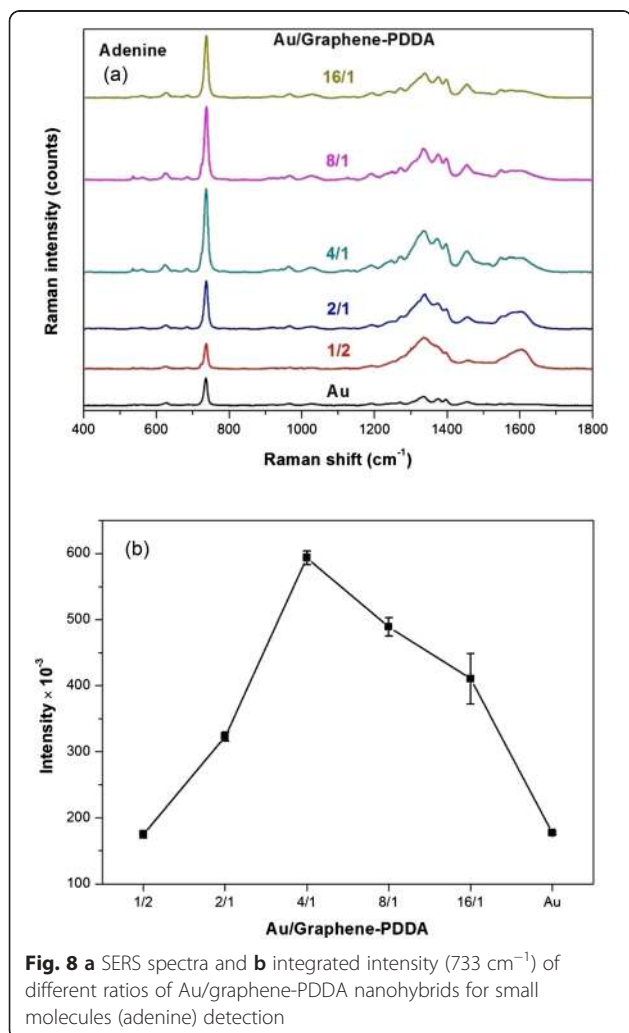 Adenine
Au/Graphene-PDDA
(a)
16/1
8/1
4/1
2/1
1/2
Au
Raman intensity (counts)
400 600 800 1000 1200 1400 1600 1800
Raman shift (cm⁻¹)
(b)
600
500
400
300
200
100
Intensity × 10⁻³
1/2 2/1 4/1 8/1 16/1 Au
Au/Graphene-PDDA
Fig. 8 a SERS spectra and b integrated intensity (733 cm⁻¹) of
different ratios of Au/graphene-PDDA nanohybrids for small
molecules (adenine) detection